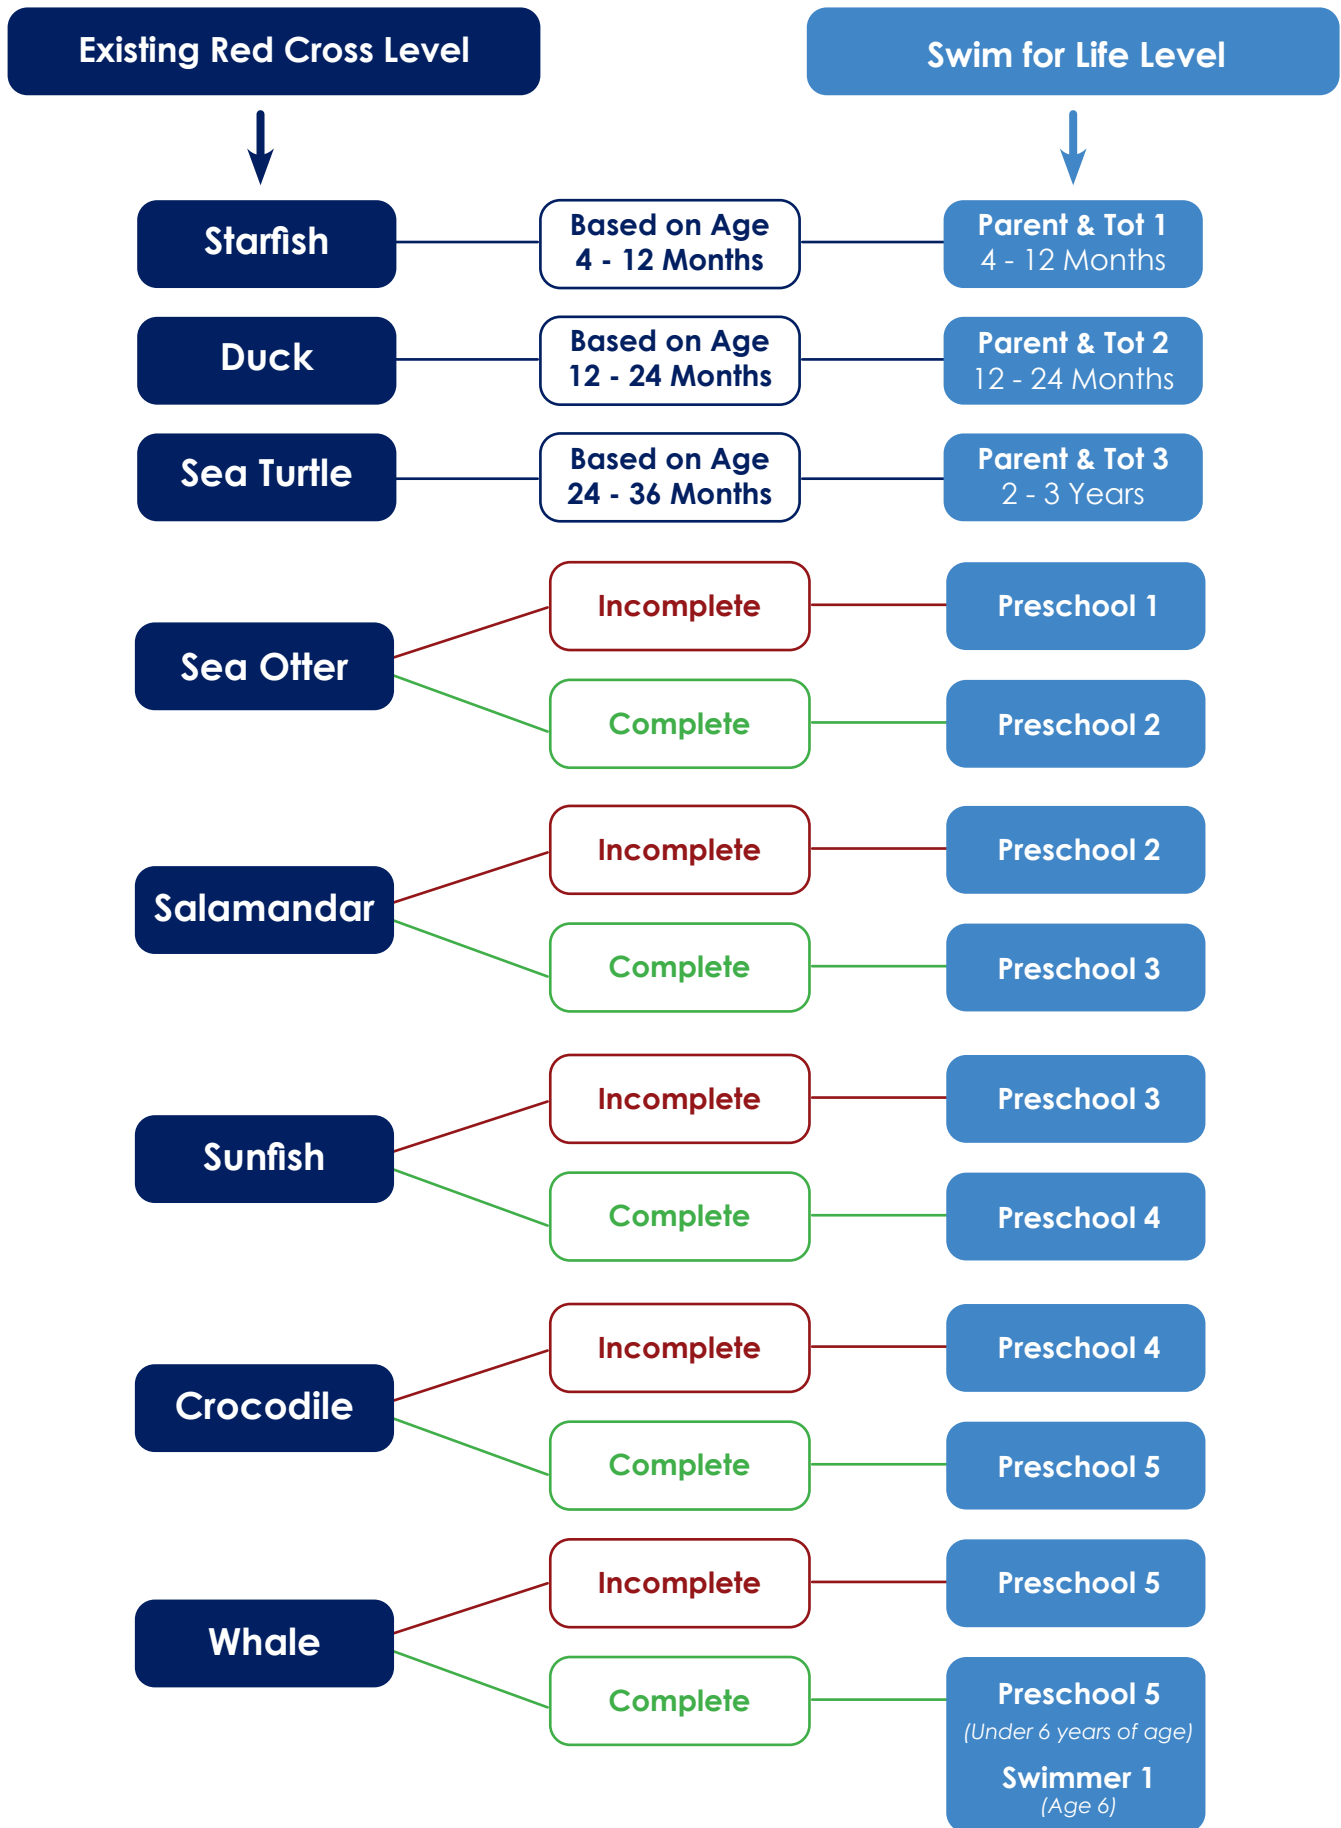 Existing Red Cross Level
Swim for Life Level
Starfish
Based on Age
4 - 12 Months
Parent & Tot 1
4 - 12 Months
Duck
Based on Age
12 - 24 Months
Parent & Tot 2
12 - 24 Months
Sea Turtle
Based on Age
24 - 36 Months
Parent & Tot 3
2 - 3 Years
Sea Otter
Incomplete
Preschool 1
Complete
Preschool 2
Salamandar
Incomplete
Preschool 2
Complete
Preschool 3
Sunfish
Incomplete
Preschool 3
Complete
Preschool 4
Crocodile
Incomplete
Preschool 4
Complete
Preschool 5
Whale
Incomplete
Preschool 5
Complete
Preschool 5
(Under 6 years of age)
Swimmer 1
(Age 6)